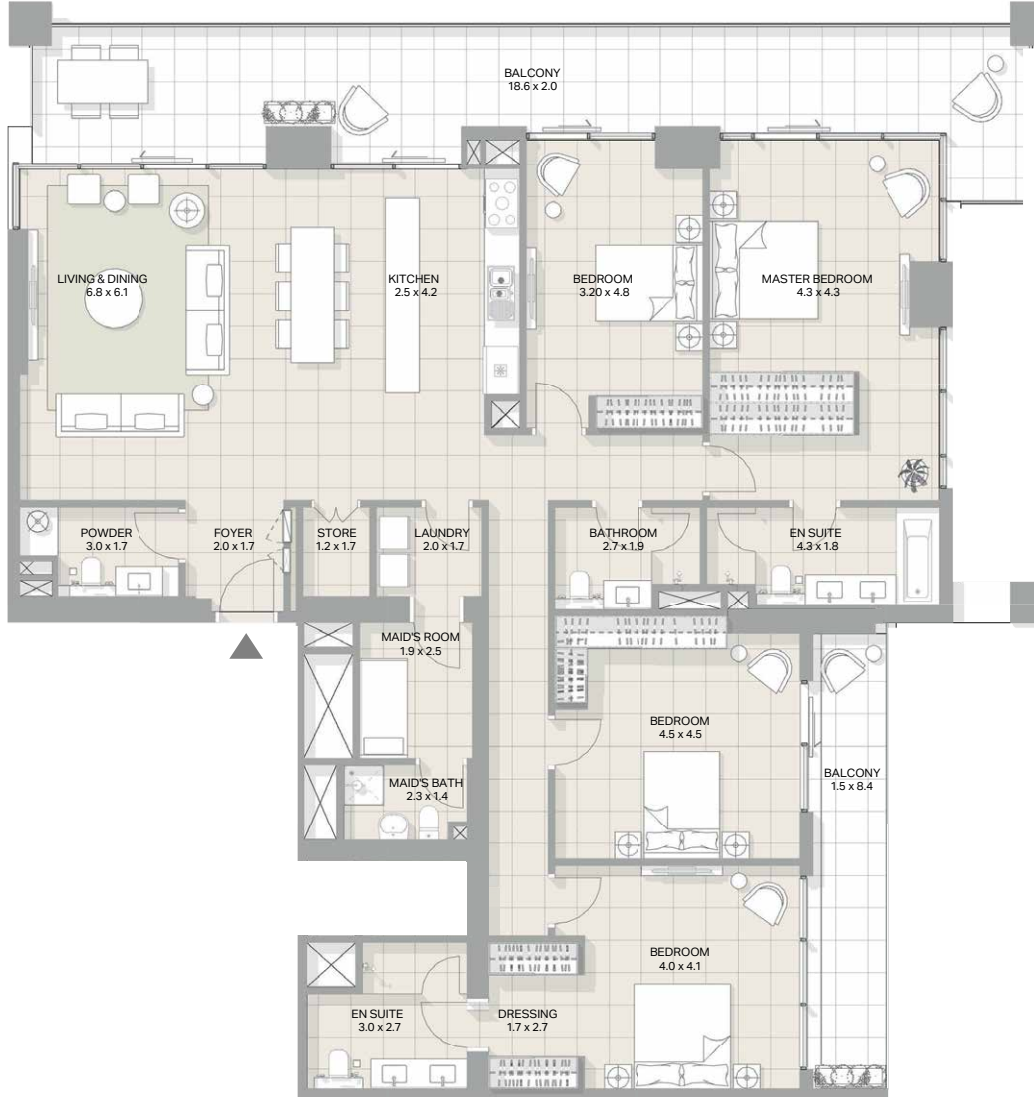 BALCONY
18.6 x 2.0
LIVING & DINING
6.8 x 6.1
KITCHEN
2.5 x 4.2
BEDROOM
3.20 x 4.8
MASTER BEDROOM
4.3 x 4.3
POWDER
3.0 x 1.7
FOYER
2.0 x 1.7
STORE
1.2 x 1.7
LAUNDRY
2.0 x 1.7
BATHROOM
2.7 x 1.9
EN SUITE
4.3 x 1.8
MAID'S ROOM
1.9 x 2.5
BEDROOM
4.5 x 4.5
BALCONY
1.5 x 8.4
MAID'S BATH
2.3 x 1.4
BEDROOM
4.0 x 4.1
EN SUITE
3.0 x 2.7
DRESSING
1.7 x 2.7